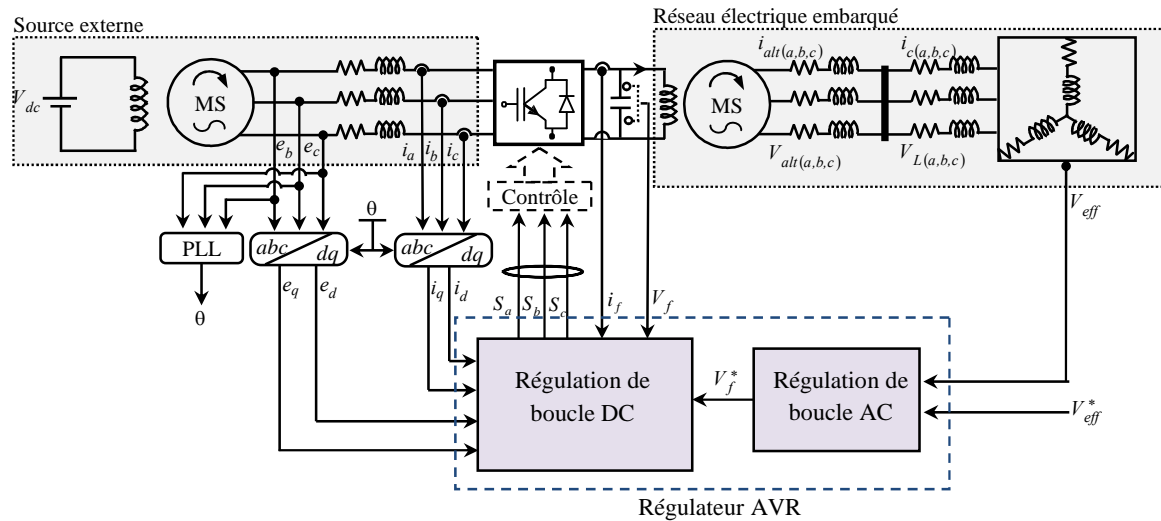 Source externe
Réseau électrique embarqué
V_dc
MS
e_b
e_c
i_a
i_b
i_c
i_alt(a,b,c)
i_c(a,b,c)
MS
V_alt(a,b,c)
V_L(a,b,c)
Contrôle
θ
V_eff
PLL
abc
dq
abc
dq
θ
e_q
e_d
i_q
i_d
S_a
S_b
S_c
i_f
V_f
Régulation de
boucle DC
V_f^*
Régulation de
boucle AC
V_eff^*
Régulateur AVR